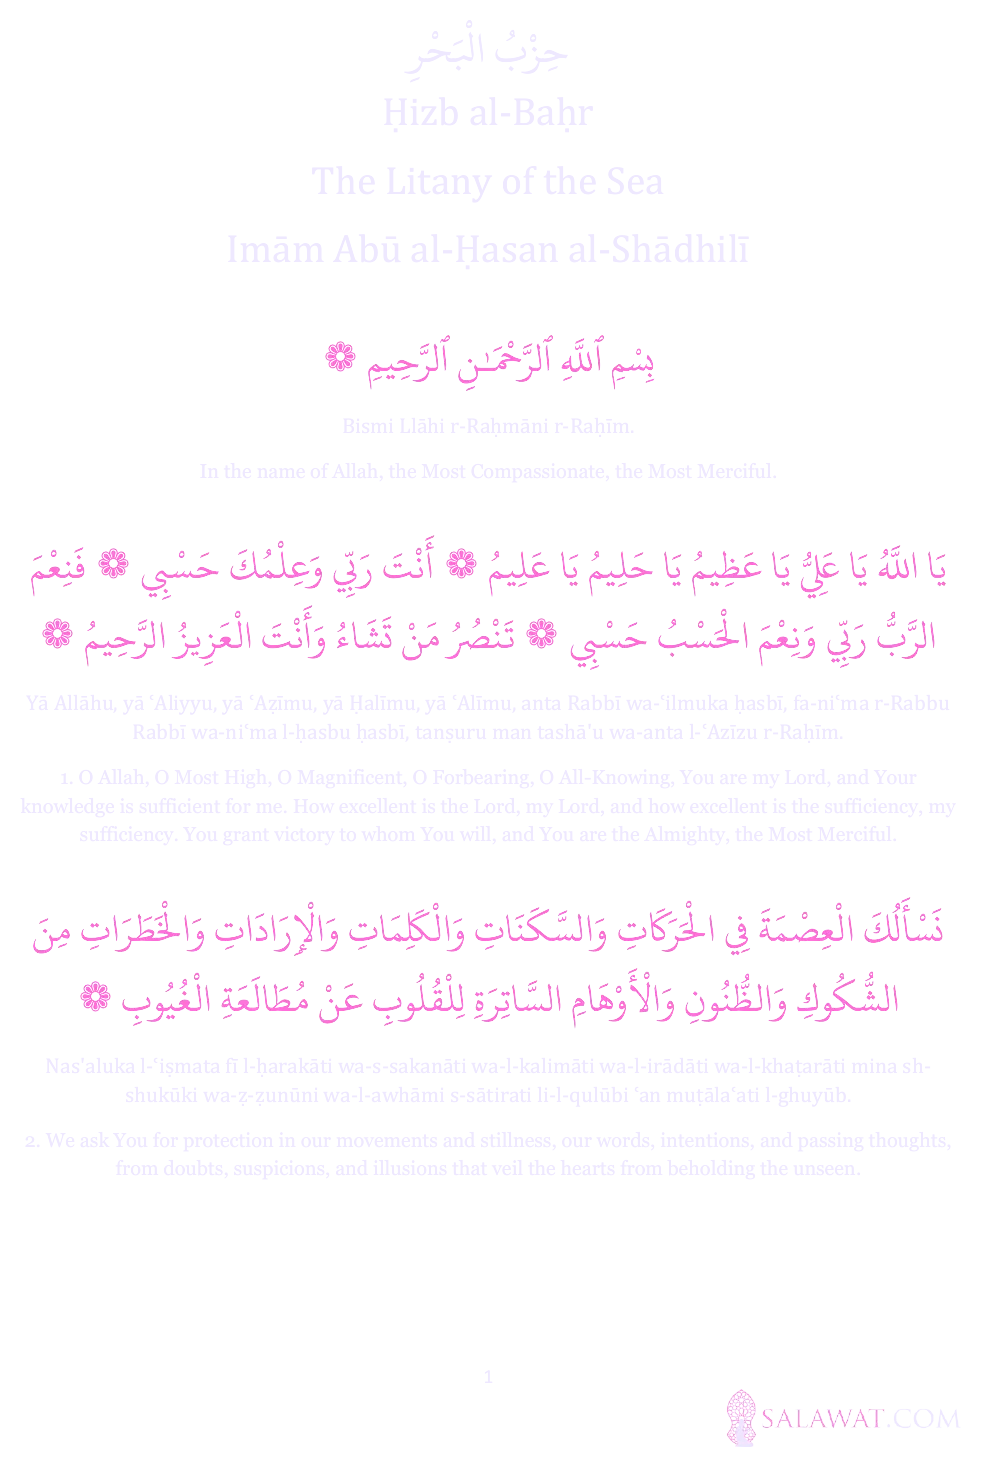 حِزْبُ الْبَحْرِ
Ḥizb al-Baḥr
The Litany of the Sea
Imām Abū al-Ḥasan al-Shādhilī
بِسْمِ ٱللَّهِ ٱلرَّحْمَـٰنِ ٱلرَّحِيمِ ❁
Bismi Llāhi r-Raḥmāni r-Raḥīm.
In the name of Allah, the Most Compassionate, the Most Merciful.
يَا اللَّهُ يَا عَلِيُّ يَا عَظِيمُ يَا حَلِيمُ يَا عَلِيمُ ❁ أَنْتَ رَبِّي وَعِلْمُكَ حَسْبِي ❁ فَنِعْمَ
الرَّبُّ رَبِّي وَنِعْمَ الْحَسْبُ حَسْبِي ❁ تَنْصُرُ مَنْ تَشَاءُ وَأَنْتَ الْعَزِيزُ الرَّحِيمُ ❁
Yā Allāhu, yā ʿAliyyu, yā ʿAẓīmu, yā Ḥalīmu, yā ʿAlīmu, anta Rabbī wa-ʿilmuka ḥasbī, fa-niʿma r-Rabbu
Rabbī wa-niʿma l-ḥasbu ḥasbī, tanṣuru man tashā'u wa-anta l-ʿAzīzu r-Raḥīm.
1. O Allah, O Most High, O Magnificent, O Forbearing, O All-Knowing, You are my Lord, and Your
knowledge is sufficient for me. How excellent is the Lord, my Lord, and how excellent is the sufficiency, my
sufficiency. You grant victory to whom You will, and You are the Almighty, the Most Merciful.
نَسْأَلُكَ الْعِصْمَةَ فِي الْحَرَكَاتِ وَالسَّكَنَاتِ وَالْكَلِمَاتِ وَالْإِرَادَاتِ وَالْخَطَرَاتِ مِنَ
الشُّكُوكِ وَالظُّنُونِ وَالْأَوْهَامِ السَّاتِرَةِ لِلْقُلُوبِ عَنْ مُطَالَعَةِ الْغُيُوبِ ❁
Nas'aluka l-ʿiṣmata fī l-ḥarakāti wa-s-sakanāti wa-l-kalimāti wa-l-irādāti wa-l-khaṭarāti mina sh-
shukūki wa-ẓ-ẓunūni wa-l-awhāmi s-sātirati li-l-qulūbi ʿan muṭālaʿati l-ghuyūb.
2. We ask You for protection in our movements and stillness, our words, intentions, and passing thoughts,
from doubts, suspicions, and illusions that veil the hearts from beholding the unseen.
1
SALAWAT.COM